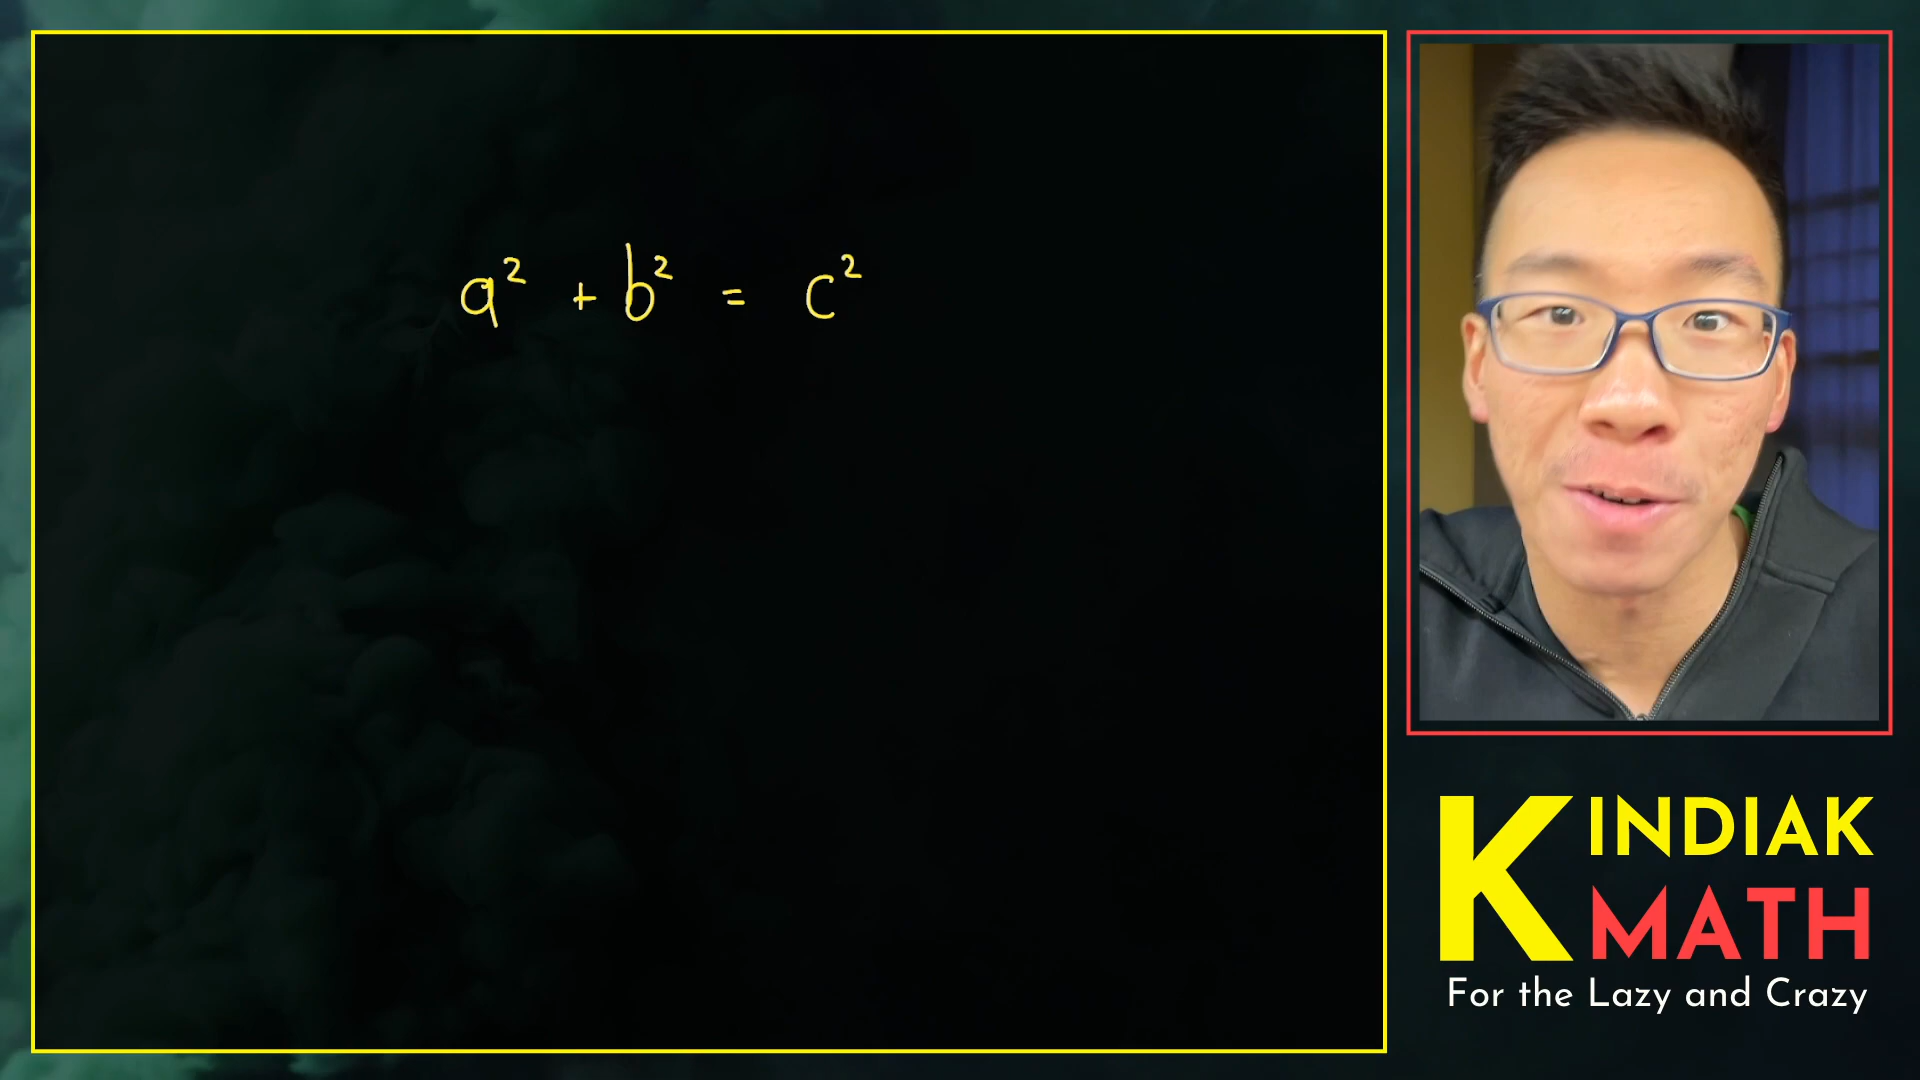 a² + b² = c²
KINDIAK
MATH
For the Lazy and Crazy